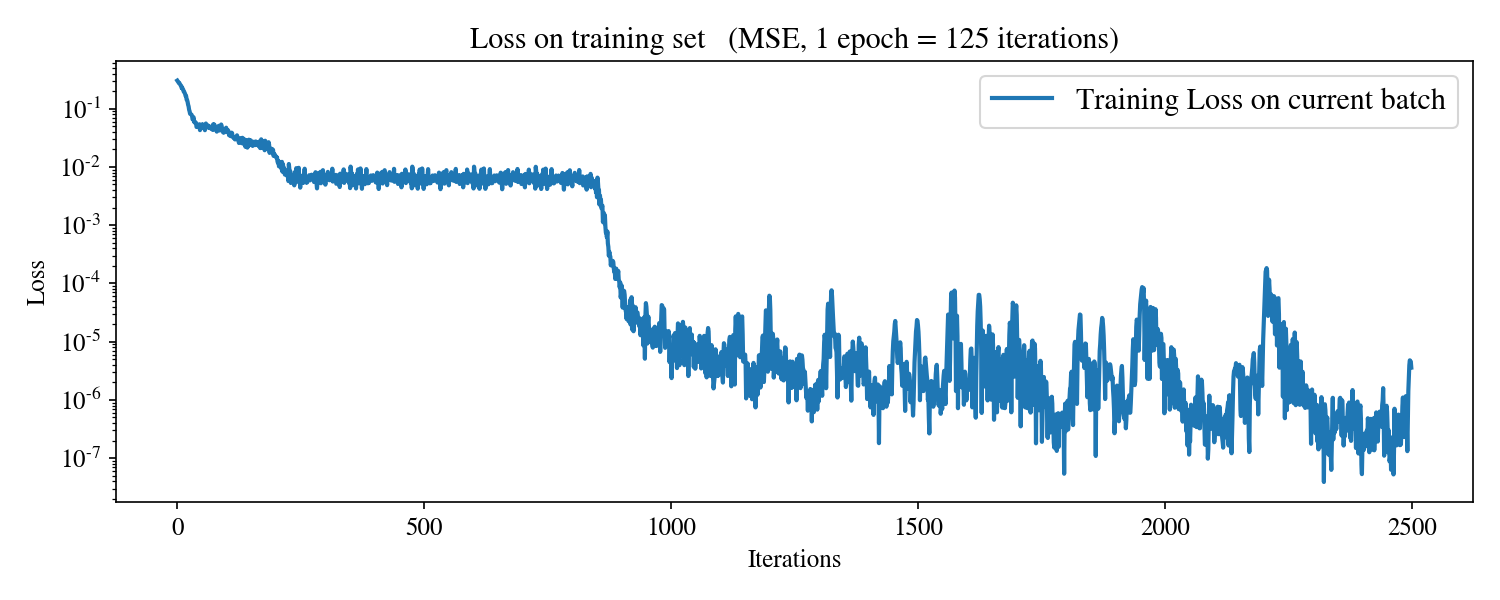 Loss on training set   (MSE, 1 epoch = 125 iterations)
Training Loss on current batch
Loss
10^-1
10^-2
10^-3
10^-4
10^-5
10^-6
10^-7
0 500 1000 1500 2000 2500
Iterations